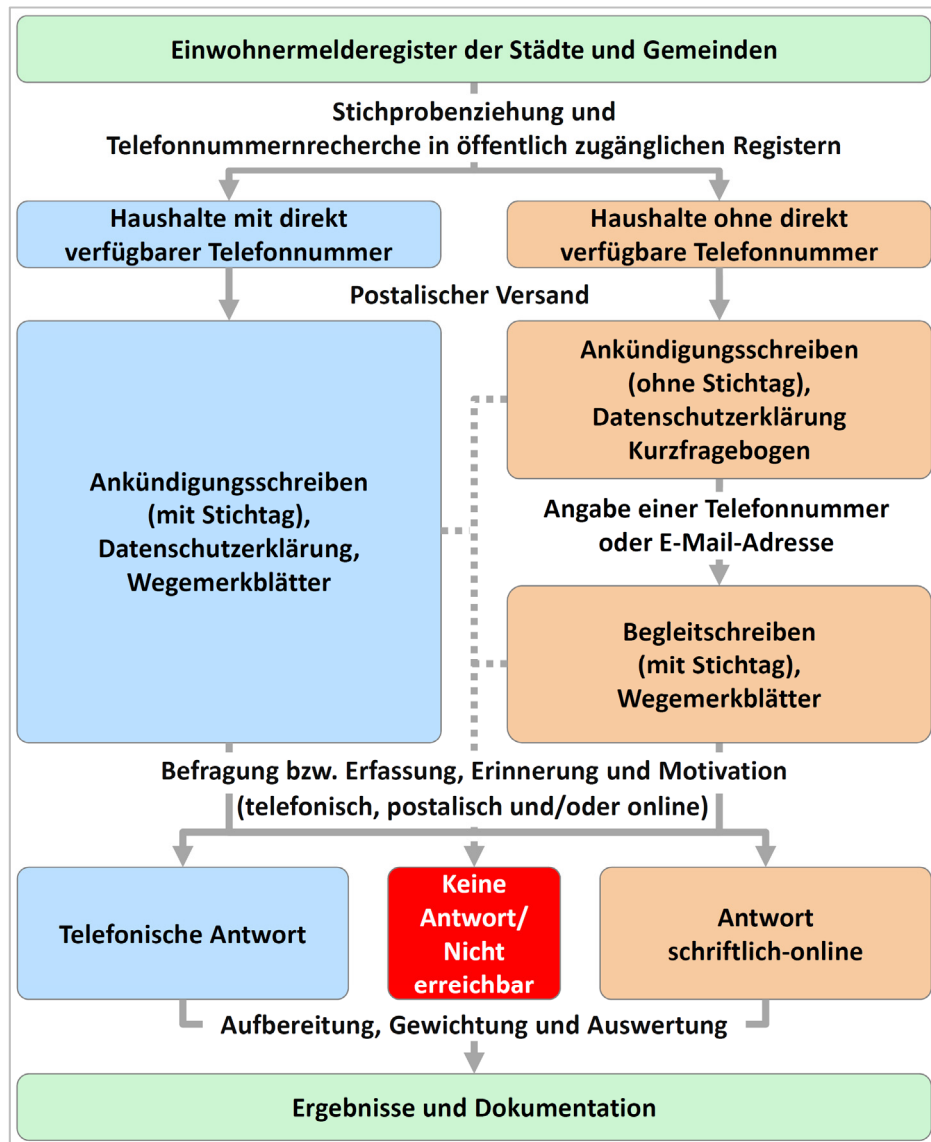 Einwohnermelderegister der Städte und Gemeinden
Stichprobenziehung und
Telefonnummernrecherche in öffentlich zugänglichen Registern
Haushalte mit direkt
verfügbarer Telefonnummer
Haushalte ohne direkt
verfügbare Telefonnummer
Postalischer Versand
Ankündigungsschreiben
(mit Stichtag),
Datenschutzerklärung,
Wegemerkblätter
Ankündigungsschreiben
(ohne Stichtag),
Datenschutzerklärung
Kurzfragebogen
Angabe einer Telefonnummer
oder E-Mail-Adresse
Begleitschreiben
(mit Stichtag),
Wegemerkblätter
Befragung bzw. Erfassung, Erinnerung und Motivation
(telefonisch, postalisch und/oder online)
Telefonische Antwort
Keine
Antwort/
Nicht
erreichbar
Antwort
schriftlich-online
Aufbereitung, Gewichtung und Auswertung
Ergebnisse und Dokumentation